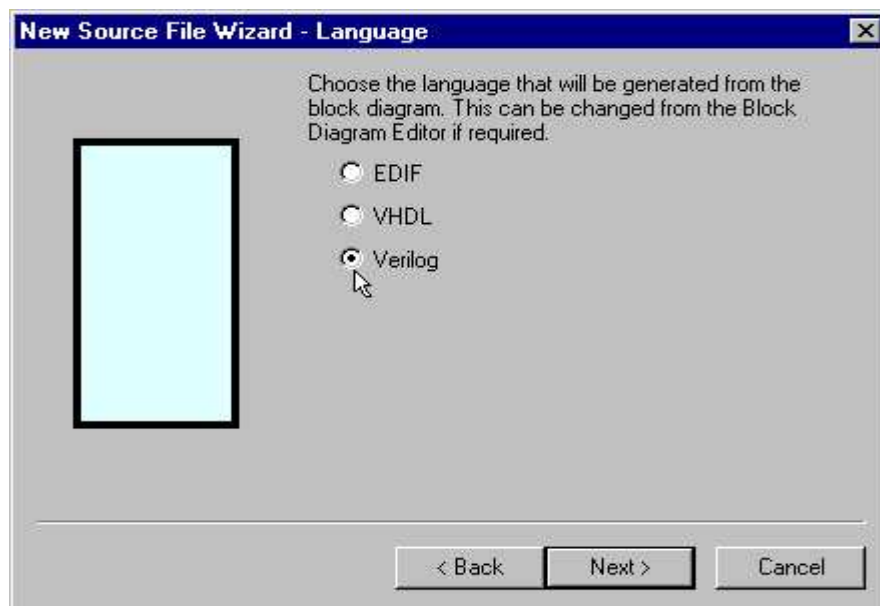 New Source File Wizard - Language
Choose the language that will be generated from the
block diagram. This can be changed from the Block
Diagram Editor if required.
EDIF
VHDL
Verilog
< Back
Next >
Cancel